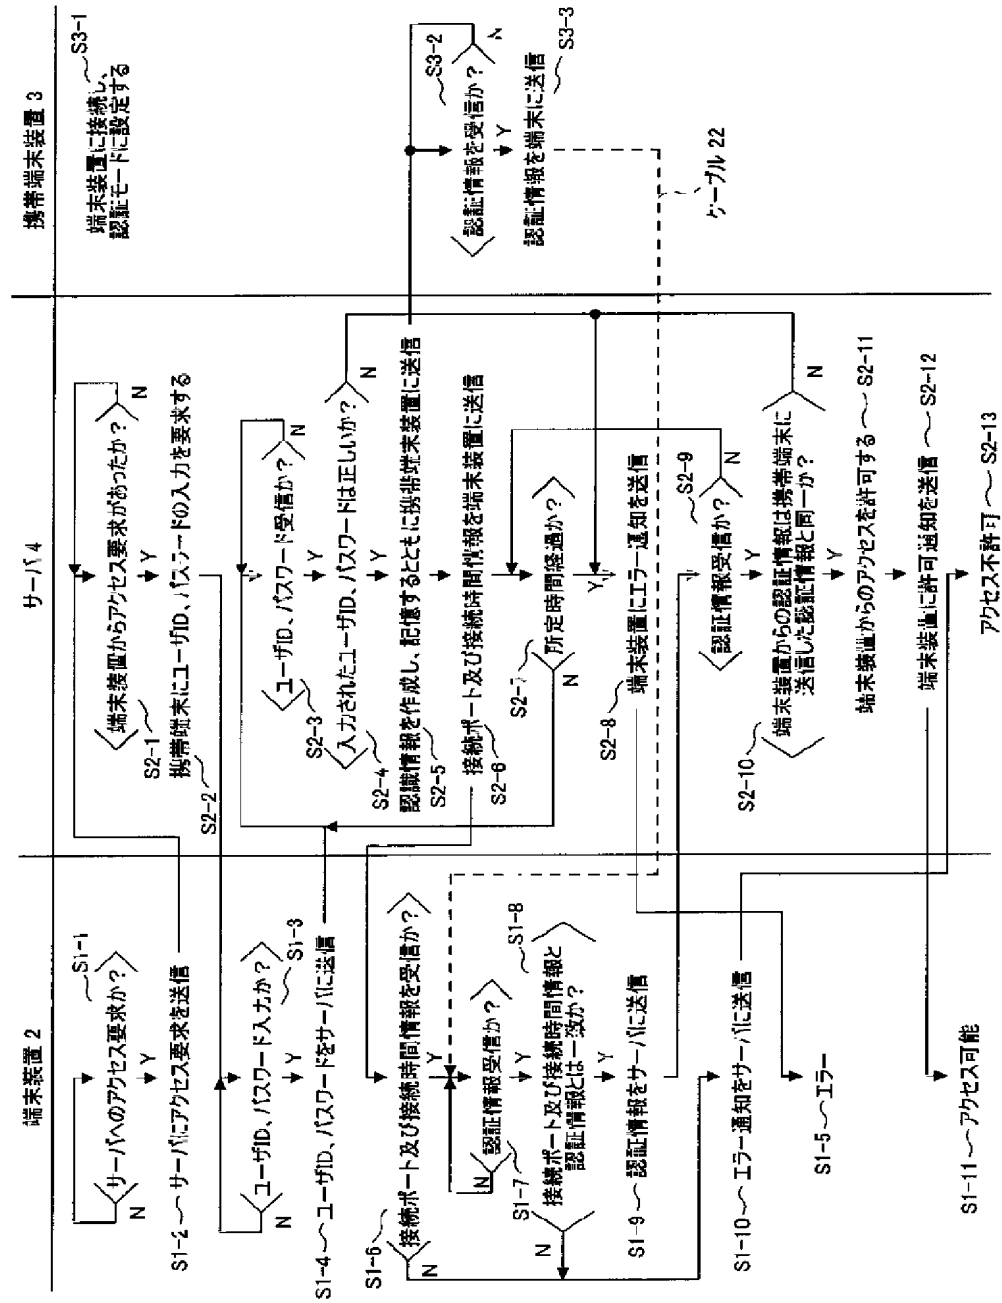 端末装置 2
サーバ 4
携帯端末装置 3
S1-1
サーバへのアクセス要求か?
N
Y
S1-2
サーバにアクセス要求を送信
ユーザID、パスワード入力か?
S1-3
N
Y
S1-4
ユーザID、パスワードをサーバに送信
S1-6
接続ポート及び接続時間情報を受信か?
N
Y
S1-7
認証情報受信か?
N
Y
S1-8
接続ポート及び接続時間情報と
認証情報とは一致か?
N
Y
S1-9
認証情報をサーバに送信
S1-10
エラー通知をサーバに送信
S1-5
エラー
S1-11
アクセス可能
端末装置からアクセス要求があったか?
S2-1
N
Y
携帯端末にユーザID、パスワードの入力を要求する
S2-2
ユーザID、パスワード受信か?
S2-3
N
Y
入力されたユーザID、パスワードは正しいか?
S2-4
N
Y
認識情報を作成し、記憶するとともに携帯端末装置に送信
S2-5
接続ポート及び接続時間情報を端末装置に送信
S2-6
S2-7
所定時間経過か?
N
Y
S2-8
端末装置にエラー通知を送信
S2-9
認証情報受信か?
N
Y
S2-10
端末装置からの認証情報は携帯端末に
送信した認証情報と同一か?
N
Y
端末装置からのアクセスを許可する
S2-11
端末装置に許可通知を送信
S2-12
アクセス不許可
S2-13
S3-1
端末装置に接続し、
認証モードに設定する
S3-2
認証情報を受信か?
N
Y
認証情報を端末に送信
S3-3
ケーブル 22